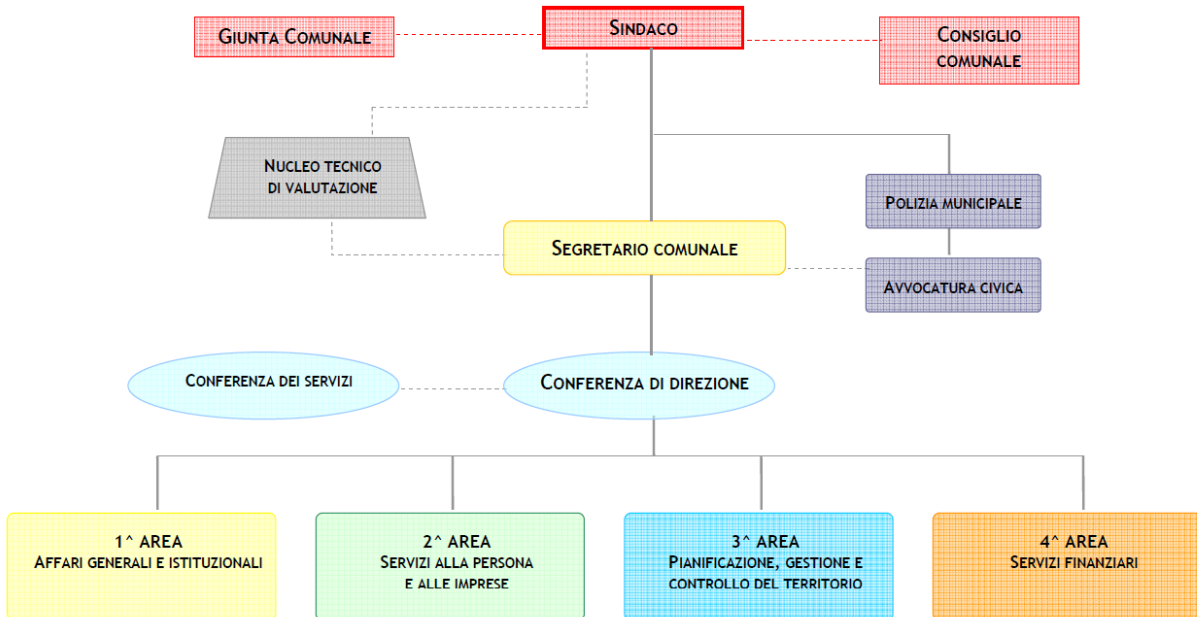 GIUNTA COMUNALE
SINDACO
CONSIGLIO
COMUNALE
NUCLEO TECNICO
DI VALUTAZIONE
POLIZIA MUNICIPALE
SEGRETARIO COMUNALE
AVVOCATURA CIVICA
CONFERENZA DEI SERVIZI
CONFERENZA DI DIREZIONE
1^ AREA
AFFARI GENERALI E ISTITUZIONALI
2^ AREA
SERVIZI ALLA PERSONA
E ALLE IMPRESE
3^ AREA
PIANIFICAZIONE, GESTIONE E
CONTROLLO DEL TERRITORIO
4^ AREA
SERVIZI FINANZIARI